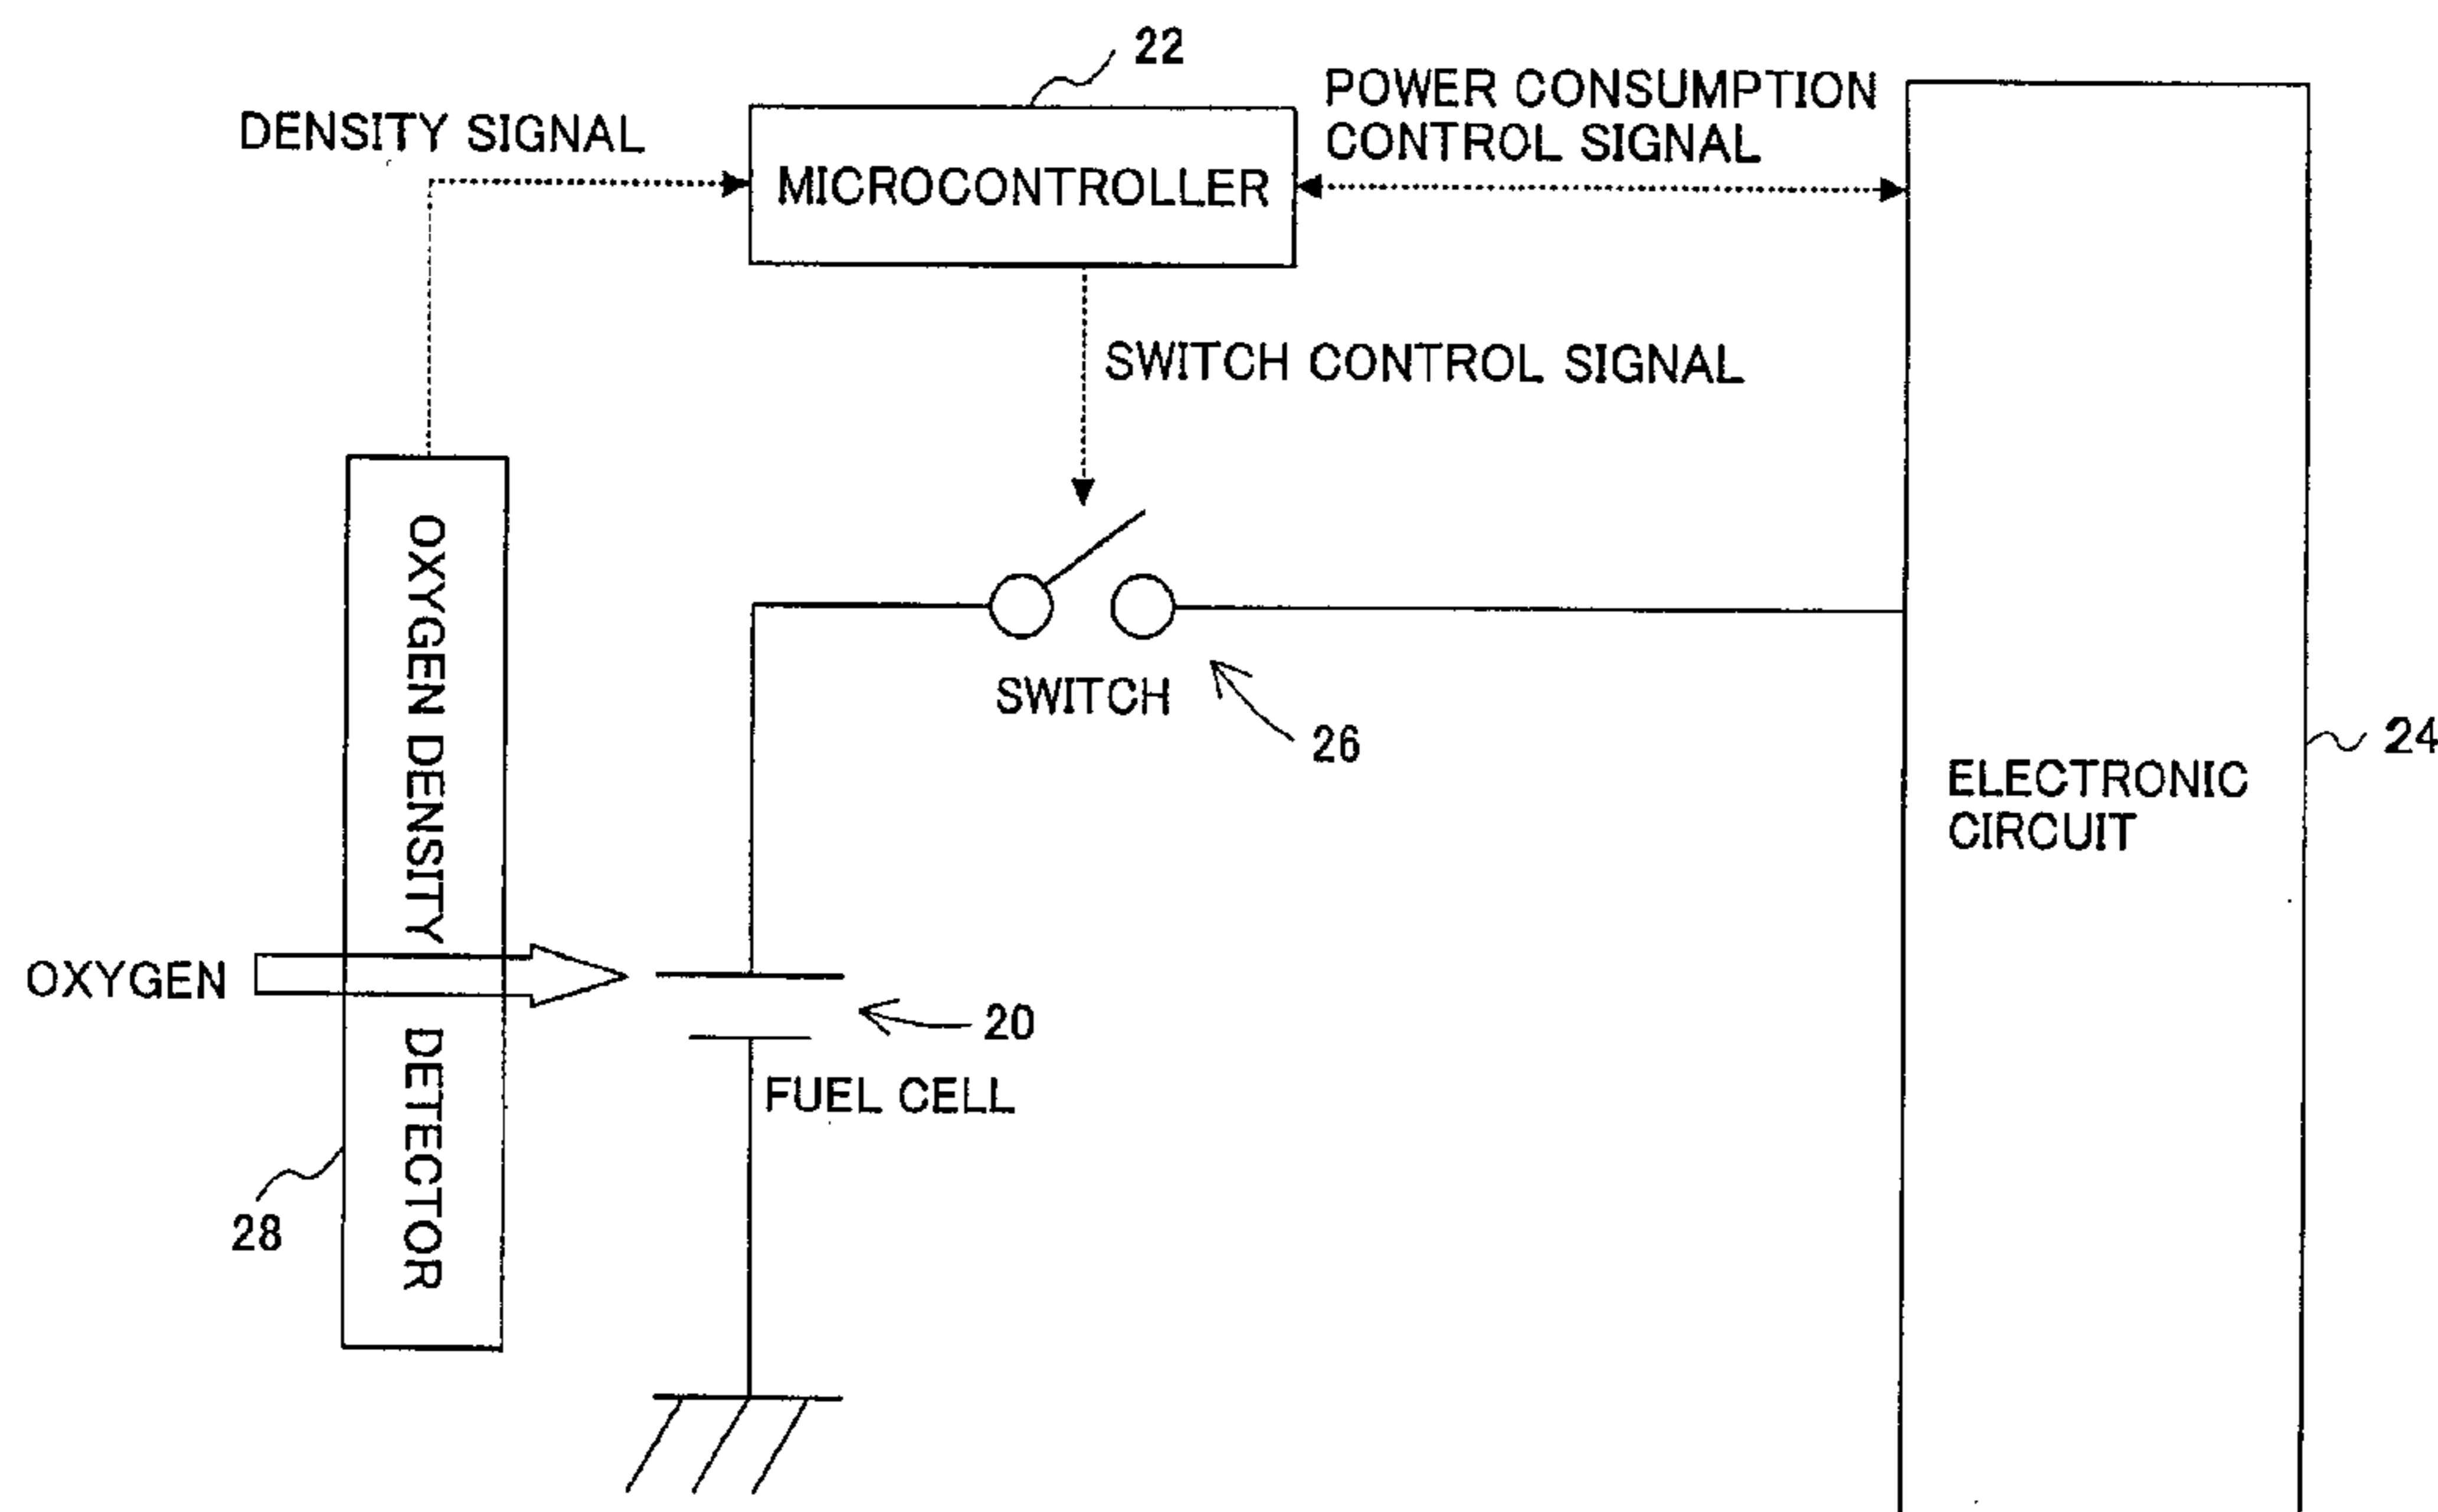 22
DENSITY SIGNAL
MICROCONTROLLER
POWER CONSUMPTION
CONTROL SIGNAL
SWITCH CONTROL SIGNAL
OXYGEN DENSITY DETECTOR
SWITCH
26
24
ELECTRONIC
CIRCUIT
OXYGEN
20
FUEL CELL
28